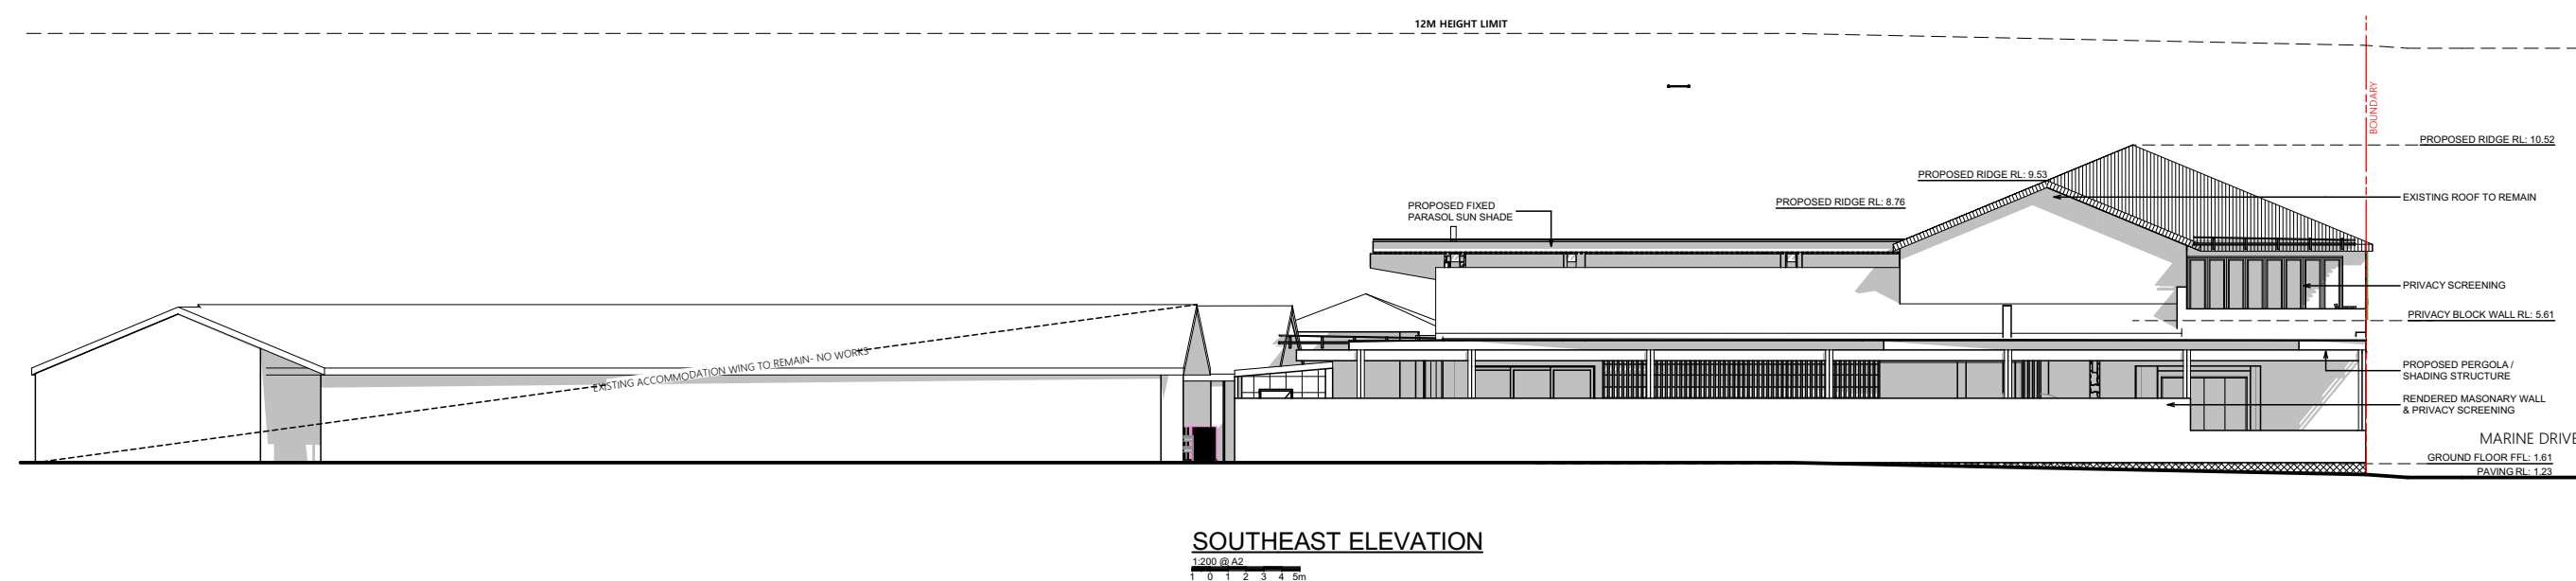 12M HEIGHT LIMIT
BOUNDARY
PROPOSED RIDGE RL: 10.52
PROPOSED RIDGE RL: 9.53
EXISTING ROOF TO REMAIN
PROPOSED RIDGE RL: 8.76
PROPOSED FIXED
PARASOL SUN SHADE
PRIVACY SCREENING
PRIVACY BLOCK WALL RL: 5.61
EXISTING ACCOMMODATION WING TO REMAIN- NO WORKS
PROPOSED PERGOLA /
SHADING STRUCTURE
RENDERED MASONARY WALL
& PRIVACY SCREENING
MARINE DRIVE
GROUND FLOOR FFL: 1.61
PAVING RL: 1.23
SOUTHEAST ELEVATION
1:200 @ A2
1 0 1 2 3 4 5m